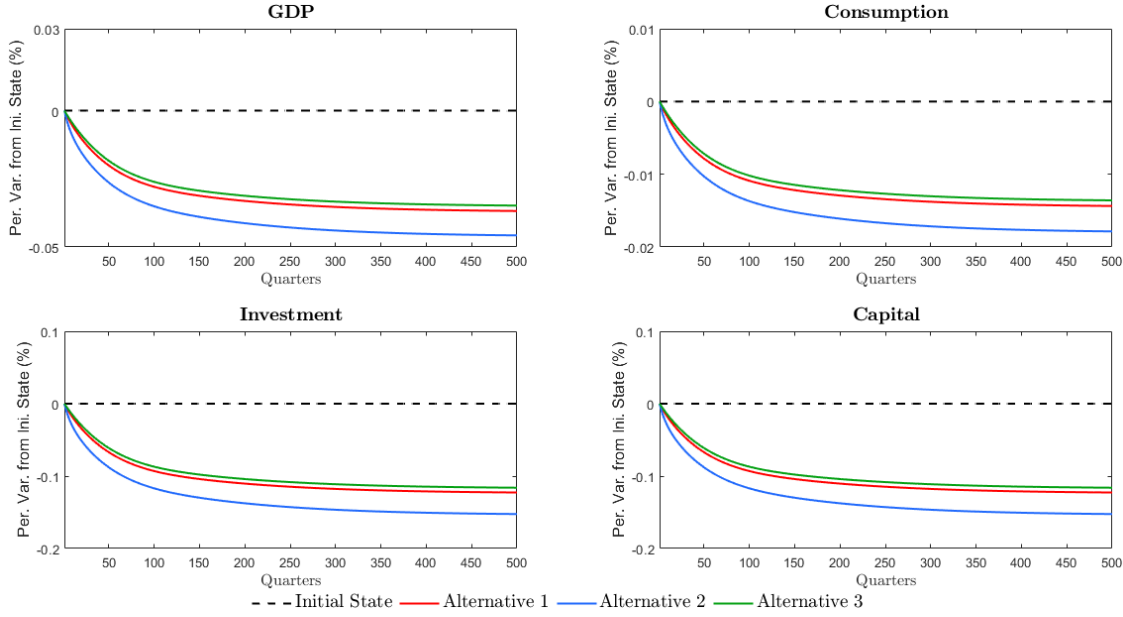 GDP
Per. Var. from Ini. State (%)
0.03
0
-0.05
50 100 150 200 250 300 350 400 450 500
Quarters
Consumption
Per. Var. from Ini. State (%)
0.01
0
-0.01
-0.02
50 100 150 200 250 300 350 400 450 500
Quarters
Investment
Per. Var. from Ini. State (%)
0.1
0
-0.1
-0.2
50 100 150 200 250 300 350 400 450 500
Quarters
Capital
Per. Var. from Ini. State (%)
0.1
0
-0.1
-0.2
50 100 150 200 250 300 350 400 450 500
Quarters
Initial State Alternative 1 Alternative 2 Alternative 3